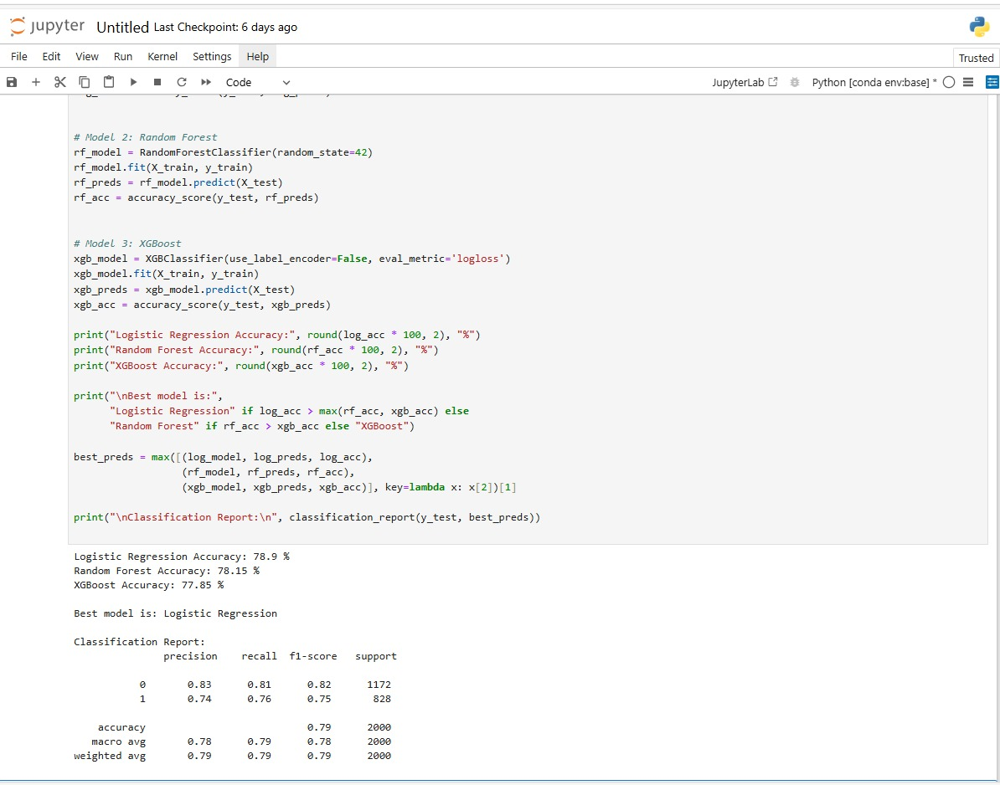 jupyter Untitled Last Checkpoint: 6 days ago
File Edit View Run Kernel Settings Help
Trusted
Code
JupyterLab Python [conda env:base] *
# Model 2: Random Forest
rf_model = RandomForestClassifier(random_state=42)
rf_model.fit(X_train, y_train)
rf_preds = rf_model.predict(X_test)
rf_acc = accuracy_score(y_test, rf_preds)
# Model 3: XGBoost
xgb_model = XGBClassifier(use_label_encoder=False, eval_metric='logloss')
xgb_model.fit(X_train, y_train)
xgb_preds = xgb_model.predict(X_test)
xgb_acc = accuracy_score(y_test, xgb_preds)
print("Logistic Regression Accuracy:", round(log_acc * 100, 2), "%")
print("Random Forest Accuracy:", round(rf_acc * 100, 2), "%")
print("XGBoost Accuracy:", round(xgb_acc * 100, 2), "%")
print("\nBest model is:",
      "Logistic Regression" if log_acc > max(rf_acc, xgb_acc) else
      "Random Forest" if rf_acc > xgb_acc else "XGBoost")
best_preds = max([(log_model, log_preds, log_acc),
                  (rf_model, rf_preds, rf_acc),
                  (xgb_model, xgb_preds, xgb_acc)], key=lambda x: x[2])[1]
print("\nClassification Report:\n", classification_report(y_test, best_preds))
Logistic Regression Accuracy: 78.9 %
Random Forest Accuracy: 78.15 %
XGBoost Accuracy: 77.85 %
Best model is: Logistic Regression
Classification Report:
               precision    recall  f1-score   support
           0       0.83      0.81      0.82      1172
           1       0.74      0.76      0.75       828
    accuracy                           0.79      2000
   macro avg       0.78      0.79      0.78      2000
weighted avg       0.79      0.79      0.79      2000